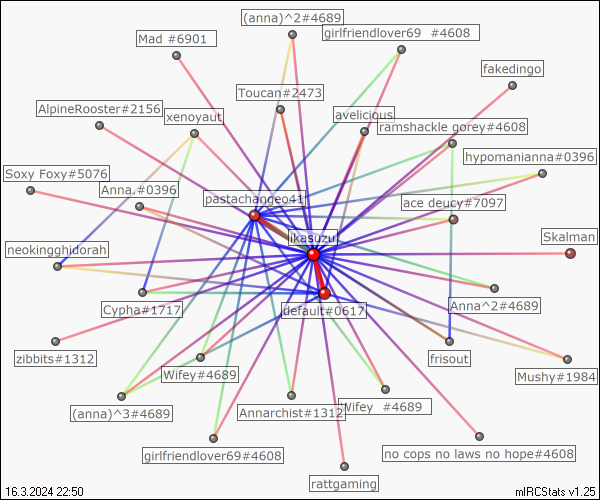 (anna)^2#4689
girlfriendlover69 #4608
Mad #6901
fakedingo
Toucan#2473
AlpineRooster#2156
xenoyaut
avelicious
ramshackle gorey#4608
hypomanianna#0396
Soxy Foxy#5076
Anna.#0396
pastachangeo41
ace deucy#7097
ikasuzu
Skalman
neokingghidorah
Cypha#1717
default#0617
Anna^2#4689
zibbits#1312
frisout
Wifey#4689
Mushy#1984
(anna)^3#4689
Annarchist#1312
Wifey #4689
girlfriendlover69#4608
no cops no laws no hope#4608
rattgaming
16.3.2024 22:50
mIRCStats v1.25